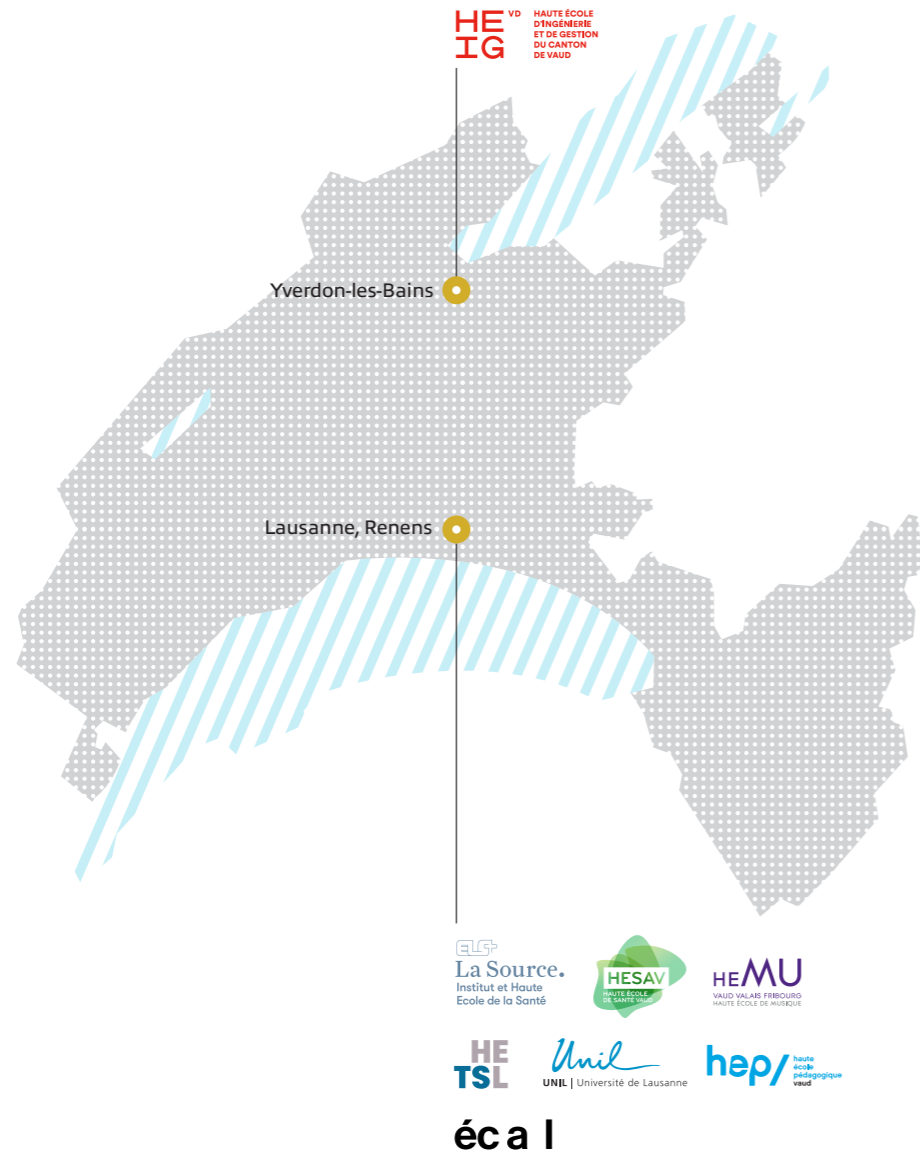 HE VD
IG
HAUTE ÉCOLE
D'INGÉNIERIE
ET DE GESTION
DU CANTON
DE VAUD
Yverdon-les-Bains
Lausanne, Renens
ELS+
La Source.
Institut et Haute
Ecole de la Santé
HESAV
HAUTE ÉCOLE
DE SANTÉ VAUD
HEMU
VAUD VALAIS FRIBOURG
HAUTE ÉCOLE DE MUSIQUE
HE
TSL
Unil
UNIL | Université de Lausanne
hep/
haute
école
pédagogique
vaud
écal